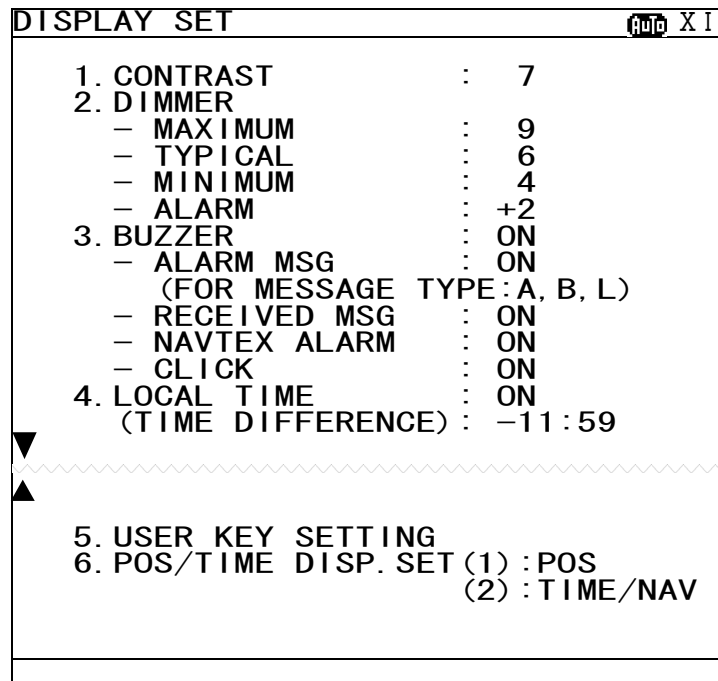 DISPLAY SET Auto XI
1. CONTRAST : 7
2. DIMMER
– MAXIMUM : 9
– TYPICAL : 6
– MINIMUM : 4
– ALARM : +2
3. BUZZER : ON
– ALARM MSG : ON
(FOR MESSAGE TYPE:A,B,L)
– RECEIVED MSG : ON
– NAVTEX ALARM : ON
– CLICK : ON
4. LOCAL TIME : ON
(TIME DIFFERENCE) : –11:59
5. USER KEY SETTING
6. POS/TIME DISP.SET(1) :POS
(2) :TIME/NAV